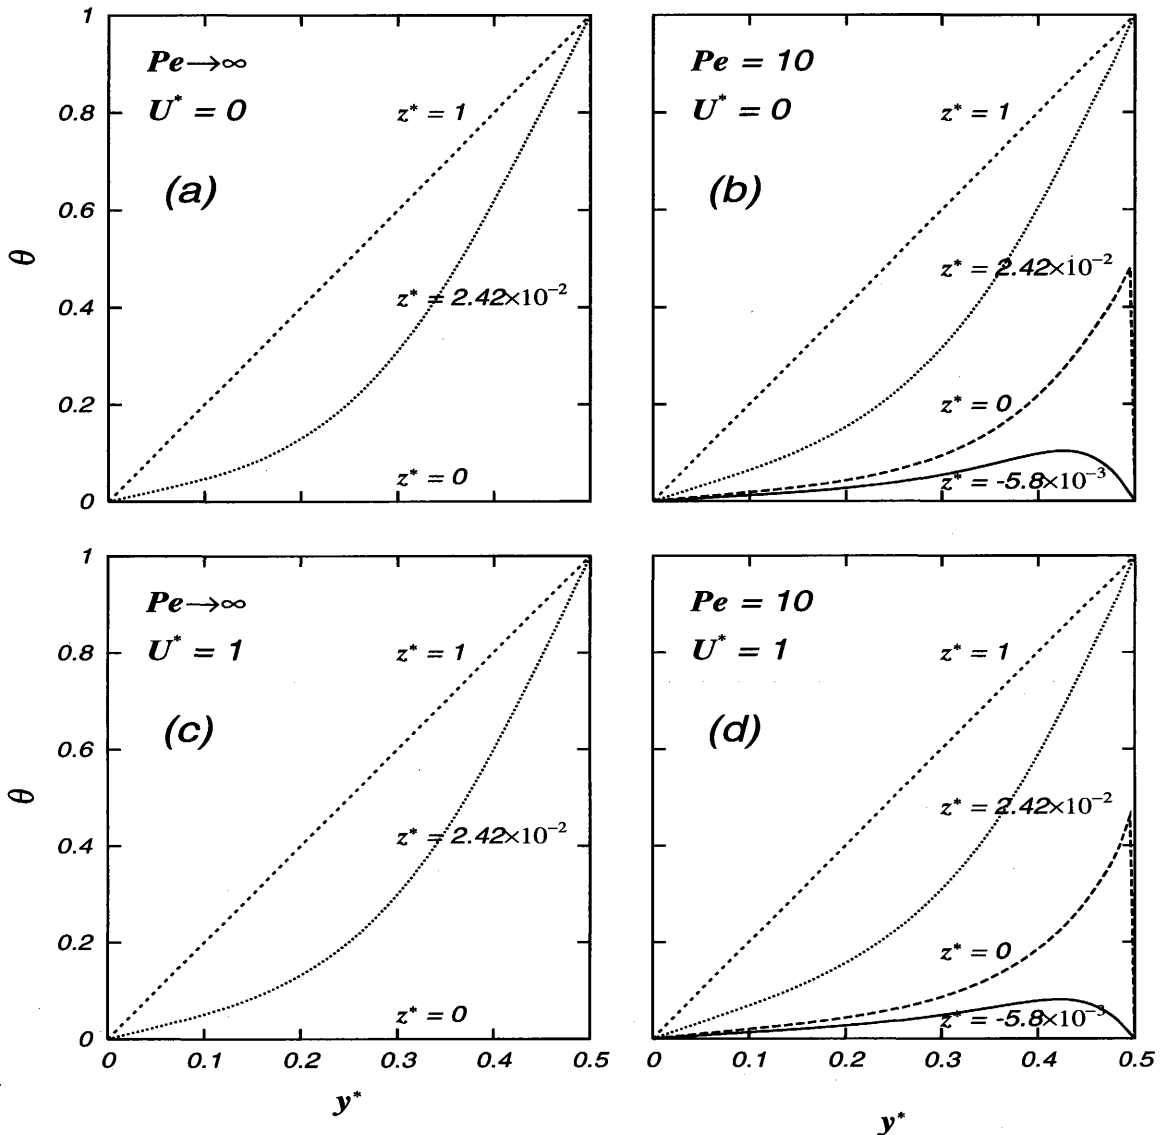 1
Pe→∞
U* = 0
z* = 1
0.8
(a)
0.6
θ
z* = 2.42×10⁻²
0.4
0.2
z* = 0
0
Pe = 10
U* = 0
z* = 1
(b)
z* = 2.42×10⁻²
z* = 0
z* = -5.8×10⁻³
1
Pe→∞
U* = 1
z* = 1
0.8
(c)
0.6
θ
z* = 2.42×10⁻²
0.4
0.2
z* = 0
0
0 0.1 0.2 0.3 0.4 0.5
y*
Pe = 10
U* = 1
z* = 1
(d)
z* = 2.42×10⁻²
z* = 0
z* = -5.8×10⁻³
0 0.1 0.2 0.3 0.4 0.5
y*